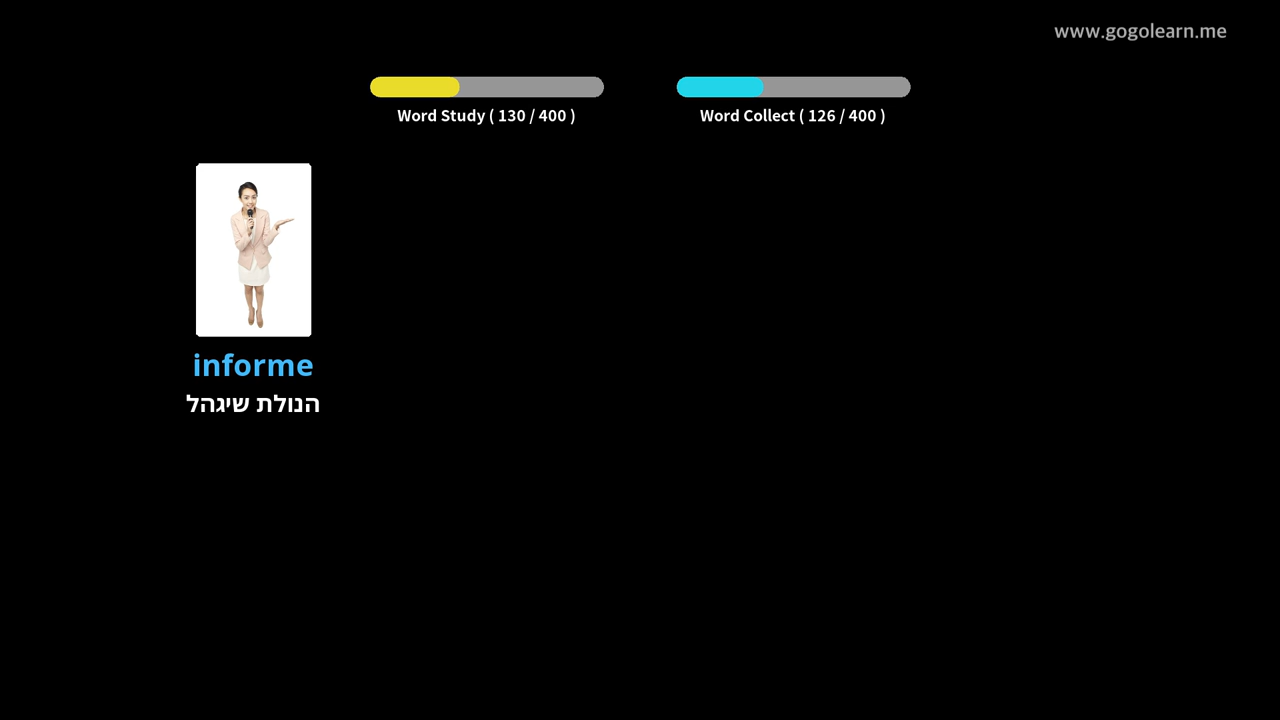 www.gogolearn.me
Word Study ( 130 / 400 )
Word Collect ( 126 / 400 )
informe
הנולת שיגהל